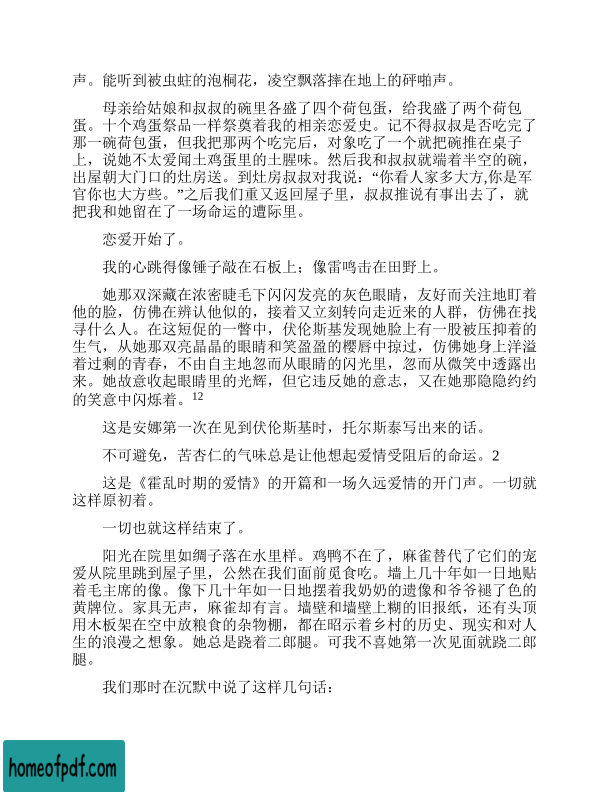 声。能听到被虫蛀的泡桐花，凌空飘落摔在地上的砰啪声。
母亲给姑娘和叔叔的碗里各盛了四个荷包蛋，给我盛了两个荷包
蛋。十个鸡蛋祭品一样祭奠着我的相亲恋爱史。记不得叔叔是否吃完了
那一碗荷包蛋，但我把那两个吃完后，对象吃了一个就把碗推在桌子
上，说她不太爱闻土鸡蛋里的土腥味。然后我和叔叔就端着半空的碗，
出屋朝大门口的灶房送。到灶房叔叔对我说：“你看人家多大方,你是军
官你也大方些。”之后我们重又返回屋子里，叔叔推说有事出去了，就
把我和她留在了一场命运的遭际里。
恋爱开始了。
我的心跳得像锤子敲在石板上；像雷鸣击在田野上。
她那双深藏在浓密睫毛下闪闪发亮的灰色眼睛，友好而关注地盯着
他的脸，仿佛在辨认他似的，接着又立刻转向走近来的人群，仿佛在找
寻什么人。在这短促的一瞥中，伏伦斯基发现她脸上有一股被压抑着的
生气，从她那双亮晶晶的眼睛和笑盈盈的樱唇中掠过，仿佛她身上洋溢
着过剩的青春，不由自主地忽而从眼睛的闪光里，忽而从微笑中透露出
来。她故意收起眼睛里的光辉，但它违反她的意志，又在她那隐隐约约
的笑意中闪烁着。12
这是安娜第一次在见到伏伦斯基时，托尔斯泰写出来的话。
不可避免，苦杏仁的气味总是让他想起爱情受阻后的命运。2
这是《霍乱时期的爱情》的开篇和一场久远爱情的开门声。一切就
这样原初着。
一切也就这样结束了。
阳光在院里如绸子落在水里样。鸡鸭不在了，麻雀替代了它们的宠
爱从院里跳到屋子里，公然在我们面前觅食吃。墙上几十年如一日地贴
着毛主席的像。像下几十年如一日地摆着我奶奶的遗像和爷爷褪了色的
黄牌位。家具无声，麻雀却有言。墙壁和墙壁上糊的旧报纸，还有头顶
用木板架在空中放粮食的杂物棚，都在昭示着乡村的历史、现实和对人
生的浪漫之想象。她总是跷着二郎腿。可我不喜她第一次见面就跷二郎
腿。
我们那时在沉默中说了这样几句话：
homeofpdf.com